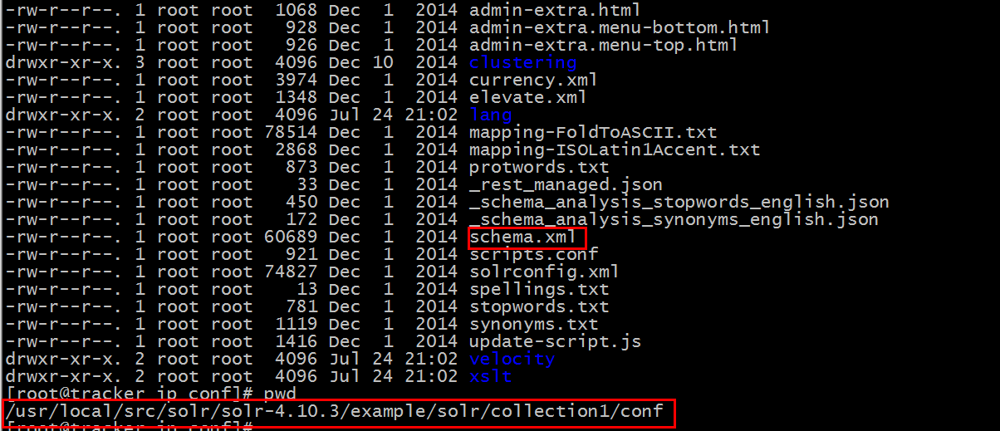 -rw-r--r--. 1 root root  1068 Dec  1  2014 admin-extra.html
-rw-r--r--. 1 root root   928 Dec  1  2014 admin-extra.menu-bottom.html
-rw-r--r--. 1 root root   926 Dec  1  2014 admin-extra.menu-top.html
drwxr-xr-x. 3 root root  4096 Dec 10  2014 clustering
-rw-r--r--. 1 root root  3974 Dec  1  2014 currency.xml
-rw-r--r--. 1 root root  1348 Dec  1  2014 elevate.xml
drwxr-xr-x. 2 root root  4096 Jul 24 21:02 lang
-rw-r--r--. 1 root root 78514 Dec  1  2014 mapping-FoldToASCII.txt
-rw-r--r--. 1 root root  2868 Dec  1  2014 mapping-ISOLatin1Accent.txt
-rw-r--r--. 1 root root   873 Dec  1  2014 protwords.txt
-rw-r--r--. 1 root root    33 Dec  1  2014 _rest_managed.json
-rw-r--r--. 1 root root   450 Dec  1  2014 _schema_analysis_stopwords_english.json
-rw-r--r--. 1 root root   172 Dec  1  2014 _schema_analysis_synonyms_english.json
-rw-r--r--. 1 root root 60689 Dec  1  2014 schema.xml
-rw-r--r--. 1 root root   921 Dec  1  2014 scripts.conf
-rw-r--r--. 1 root root 74827 Dec  1  2014 solrconfig.xml
-rw-r--r--. 1 root root    13 Dec  1  2014 spellings.txt
-rw-r--r--. 1 root root   781 Dec  1  2014 stopwords.txt
-rw-r--r--. 1 root root  1119 Dec  1  2014 synonyms.txt
-rw-r--r--. 1 root root  1416 Dec  1  2014 update-script.js
drwxr-xr-x. 2 root root  4096 Jul 24 21:02 velocity
drwxr-xr-x. 2 root root  4096 Jul 24 21:02 xslt
[root@tracker ip conf]# pwd
/usr/local/src/solr/solr-4.10.3/example/solr/collection1/conf
[root@tracker ip conf]#